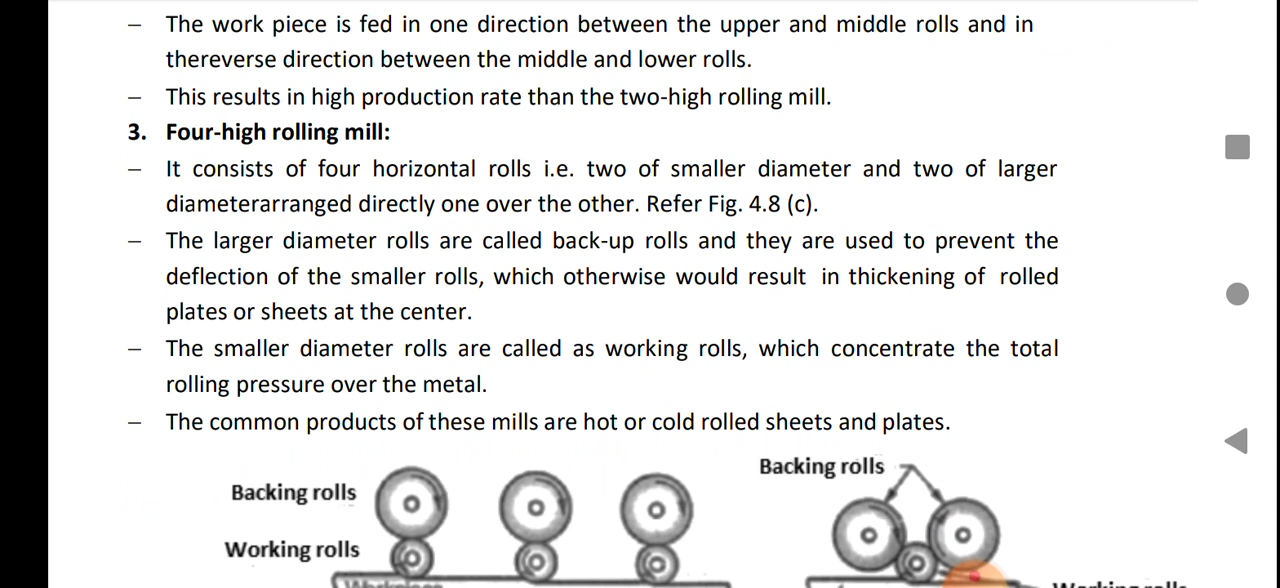 – The work piece is fed in one direction between the upper and middle rolls and in
thereverse direction between the middle and lower rolls.
– This results in high production rate than the two-high rolling mill.
3. Four-high rolling mill:
– It consists of four horizontal rolls i.e. two of smaller diameter and two of larger
diameterarranged directly one over the other. Refer Fig. 4.8 (c).
– The larger diameter rolls are called back-up rolls and they are used to prevent the
deflection of the smaller rolls, which otherwise would result in thickening of rolled
plates or sheets at the center.
– The smaller diameter rolls are called as working rolls, which concentrate the total
rolling pressure over the metal.
– The common products of these mills are hot or cold rolled sheets and plates.
Backing rolls
Backing rolls
Working rolls